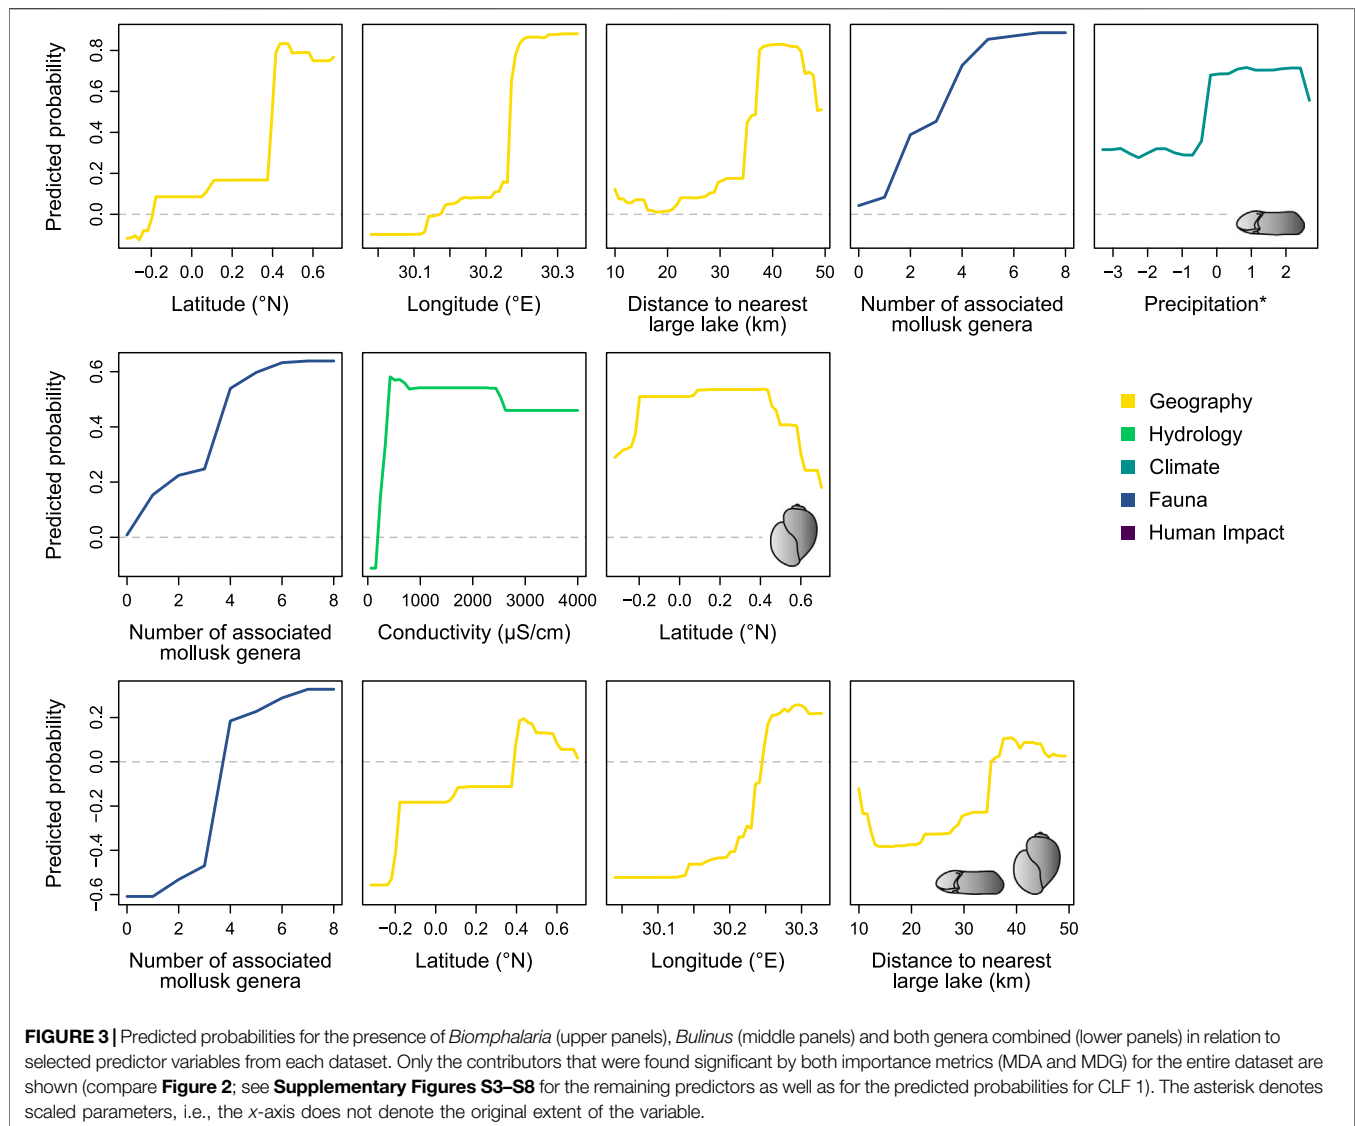 Predicted probability
0.0 0.2 0.4 0.6 0.8
−0.2 0.0 0.2 0.4 0.6
Latitude (°N)
30.1 30.2 30.3
Longitude (°E)
10 20 30 40 50
Distance to nearest
large lake (km)
0 2 4 6 8
Number of associated
mollusk genera
−3 −2 −1 0 1 2
Precipitation*
Predicted probability
0.0 0.2 0.4 0.6
0 2 4 6 8
Number of associated
mollusk genera
0 1000 2000 3000 4000
Conductivity (µS/cm)
−0.2 0.0 0.2 0.4 0.6
Latitude (°N)
Geography
Hydrology
Climate
Fauna
Human Impact
Predicted probability
−0.6 −0.4 −0.2 0.0 0.2
0 2 4 6 8
Number of associated
mollusk genera
−0.2 0.0 0.2 0.4 0.6
Latitude (°N)
30.1 30.2 30.3
Longitude (°E)
10 20 30 40 50
Distance to nearest
large lake (km)
FIGURE 3 | Predicted probabilities for the presence of Biomphalaria (upper panels), Bulinus (middle panels) and both genera combined (lower panels) in relation to
selected predictor variables from each dataset. Only the contributors that were found significant by both importance metrics (MDA and MDG) for the entire dataset are
shown (compare Figure 2; see Supplementary Figures S3–S8 for the remaining predictors as well as for the predicted probabilities for CLF 1). The asterisk denotes
scaled parameters, i.e., the x-axis does not denote the original extent of the variable.